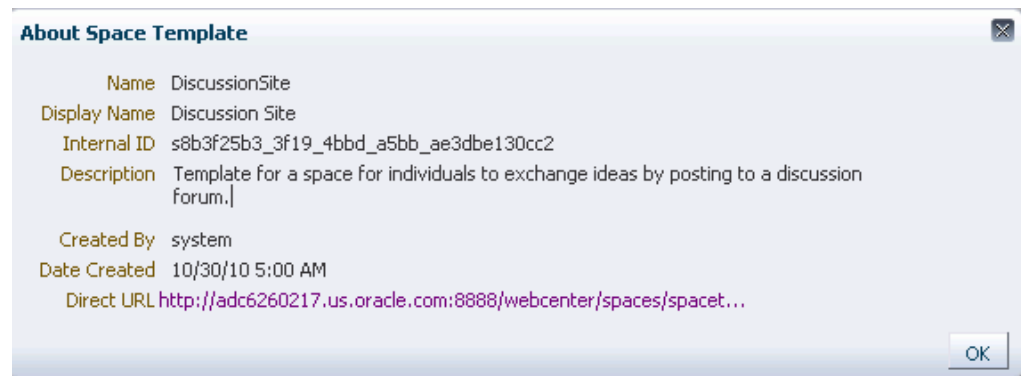 About Space Template
Name DiscussionSite
Display Name Discussion Site
Internal ID s8b3f25b3_3f19_4bbd_a5bb_ae3dbe130cc2
Description Template for a space for individuals to exchange ideas by posting to a discussion
forum.
Created By system
Date Created 10/30/10 5:00 AM
Direct URL http://adc6260217.us.oracle.com:8888/webcenter/spaces/spacet...
OK